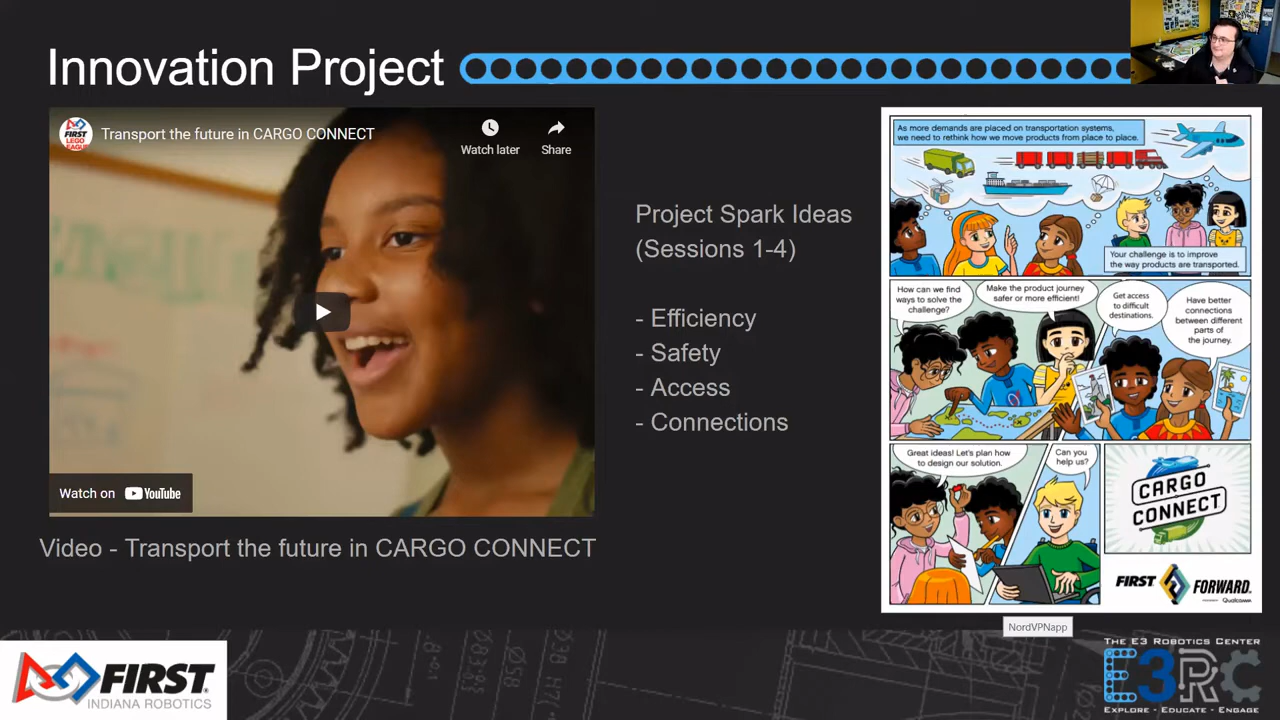 Innovation Project
Transport the future in CARGO CONNECT
Watch later
Share
FIRST
LEGO
LEAGUE
Watch on YouTube
Video - Transport the future in CARGO CONNECT
Project Spark Ideas
(Sessions 1-4)
- Efficiency
- Safety
- Access
- Connections
As more demands are placed on transportation systems,
we need to rethink how we move products from place to place.
Your challenge is to improve
the way products are transported.
How can we find
ways to solve the
challenge?
Make the product journey
safer or more efficient!
Get access
to difficult
destinations.
Have better
connections
between different
parts of
the journey.
Great ideas! Let's plan how
to design our solution.
Can you
help us?
CARGO
CONNECT
FIRST FORWARD
Qualcomm
NordVPNapp
FIRST
INDIANA ROBOTICS
THE E3 ROBOTICS CENTER
E3RC
EXPLORE - EDUCATE - ENGAGE